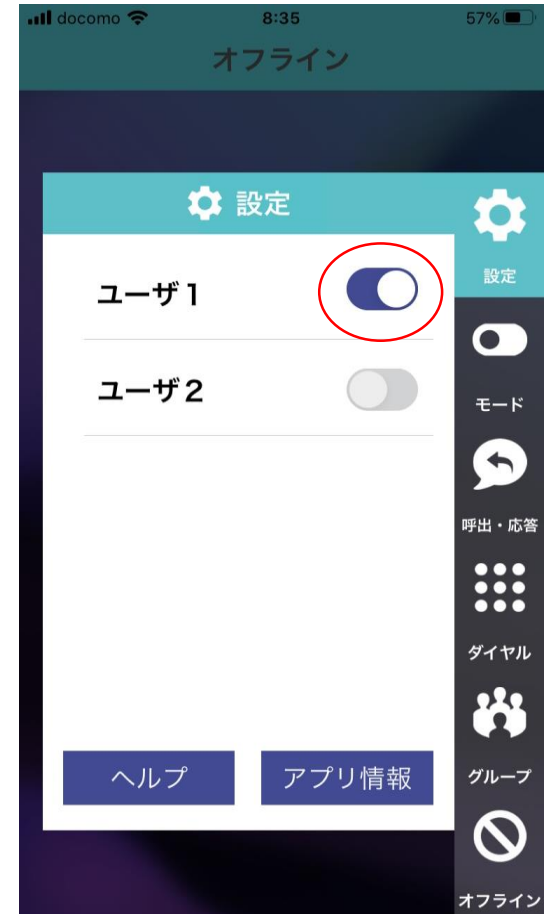 docomo 8:35 57%
オフライン
設定
ユーザ1
ユーザ2
ヘルプ
アプリ情報
設定
モード
呼出・応答
ダイヤル
グループ
オフライン